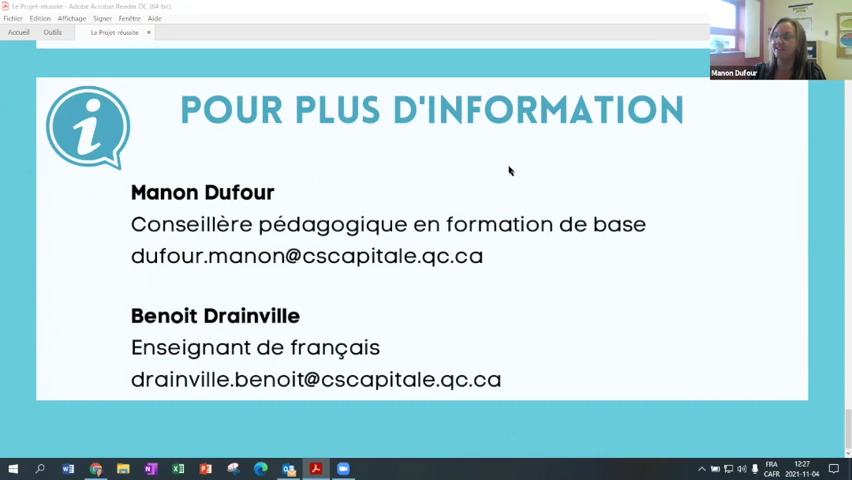 Le Projet-réussite - Adobe Acrobat Reader DC (64-bit)
Fichier Edition Affichage Signer Fenêtre Aide
Accueil Outils Le Projet-réussite ×
Manon Dufour
i
POUR PLUS D'INFORMATION
Manon Dufour
Conseillère pédagogique en formation de base
dufour.manon@cscapitale.qc.ca
Benoit Drainville
Enseignant de français
drainville.benoit@cscapitale.qc.ca
FRA 12:27
CAFR 2021-11-04